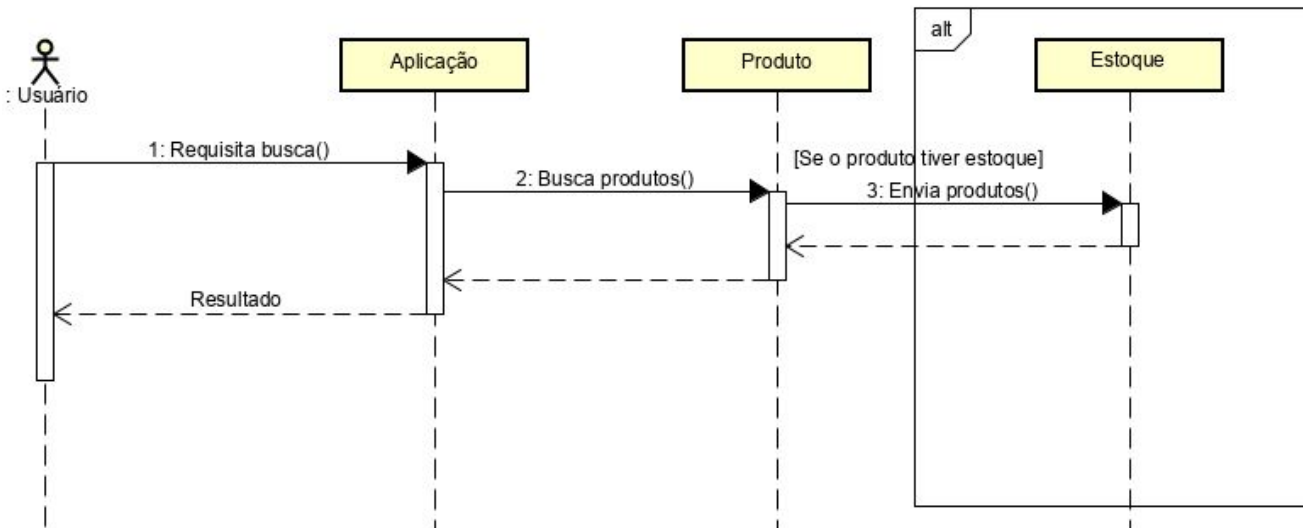 alt
Aplicação
Produto
Estoque
: Usuário
1: Requisita busca()
[Se o produto tiver estoque]
2: Busca produtos()
3: Envia produtos()
Resultado